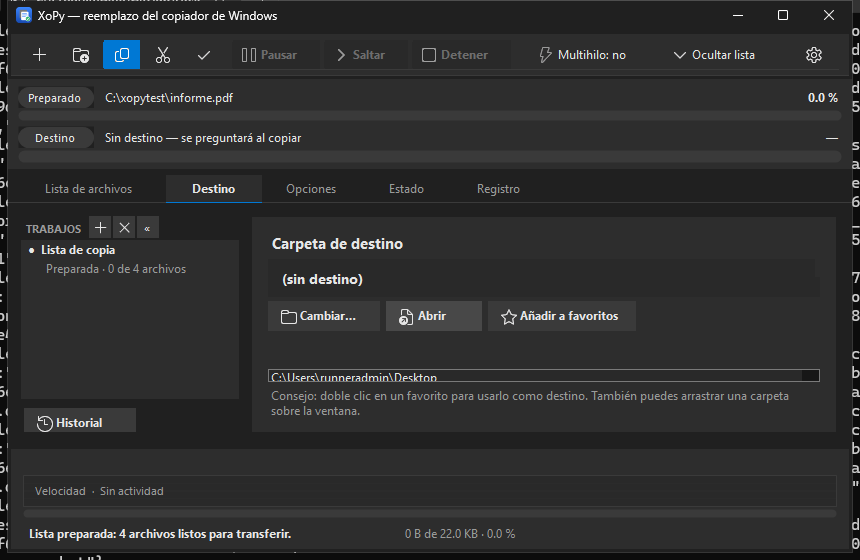 XoPy — reemplazo del copiador de Windows
Pausar
Saltar
Detener
Multihilo: no
Ocultar lista
Preparado
C:\xopytest\informe.pdf
0.0 %
Destino
Sin destino — se preguntará al copiar
—
Lista de archivos
Destino
Opciones
Estado
Registro
TRABAJOS
Lista de copia
Preparada · 0 de 4 archivos
Historial
Carpeta de destino
(sin destino)
Cambiar...
Abrir
Añadir a favoritos
C:\Users\runneradmin\Desktop
Consejo: doble clic en un favorito para usarlo como destino. También puedes arrastrar una carpeta
sobre la ventana.
Velocidad · Sin actividad
Lista preparada: 4 archivos listos para transferir.
0 B de 22.0 KB · 0.0 %